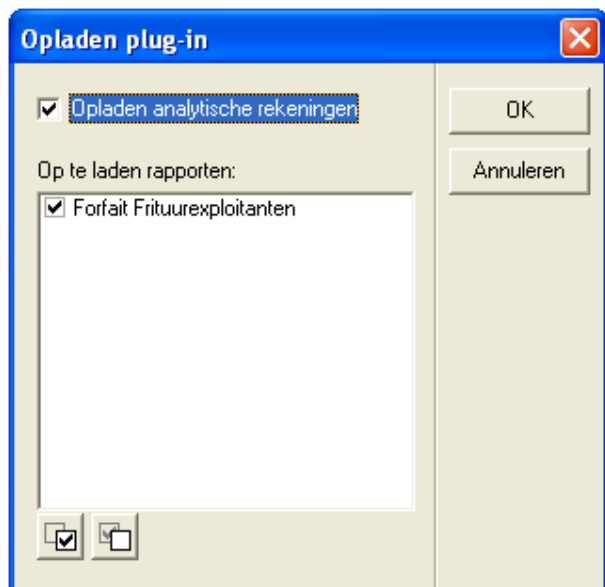 Opladen plug-in
Opladen analytische rekeningen
OK
Op te laden rapporten:
Annuleren
Forfait Frituurexploitanten